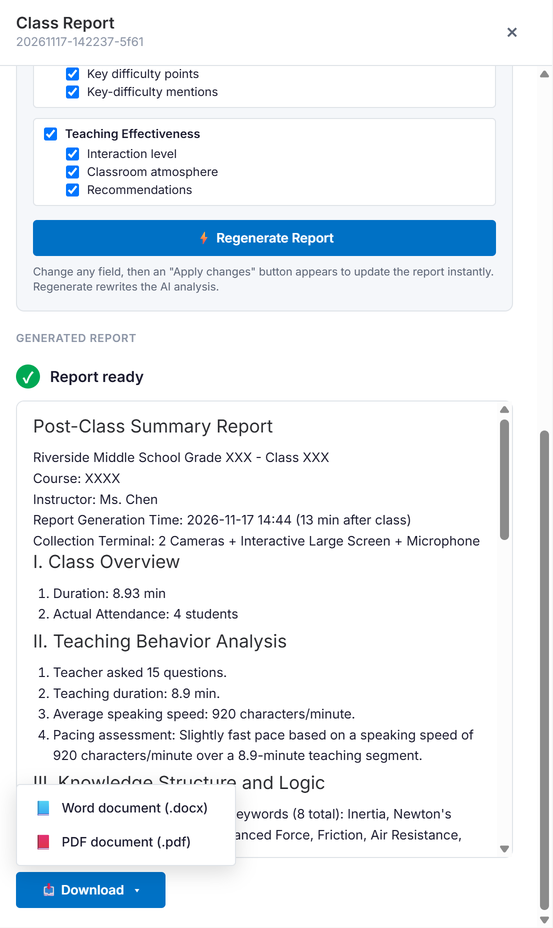 Class Report
20261117-142237-5f61
Key difficulty points
Key-difficulty mentions
Teaching Effectiveness
Interaction level
Classroom atmosphere
Recommendations
Regenerate Report
Change any field, then an "Apply changes" button appears to update the report instantly.
Regenerate rewrites the AI analysis.
GENERATED REPORT
Report ready
Post-Class Summary Report
Riverside Middle School Grade XXX - Class XXX
Course: XXXX
Instructor: Ms. Chen
Report Generation Time: 2026-11-17 14:44 (13 min after class)
Collection Terminal: 2 Cameras + Interactive Large Screen + Microphone
I. Class Overview
1. Duration: 8.93 min
2. Actual Attendance: 4 students
II. Teaching Behavior Analysis
1. Teacher asked 15 questions.
2. Teaching duration: 8.9 min.
3. Average speaking speed: 920 characters/minute.
4. Pacing assessment: Slightly fast pace based on a speaking speed of
920 characters/minute over a 8.9-minute teaching segment.
III. Knowledge Structure and Logic
eywords (8 total): Inertia, Newton's
anced Force, Friction, Air Resistance,
Word document (.docx)
PDF document (.pdf)
Download